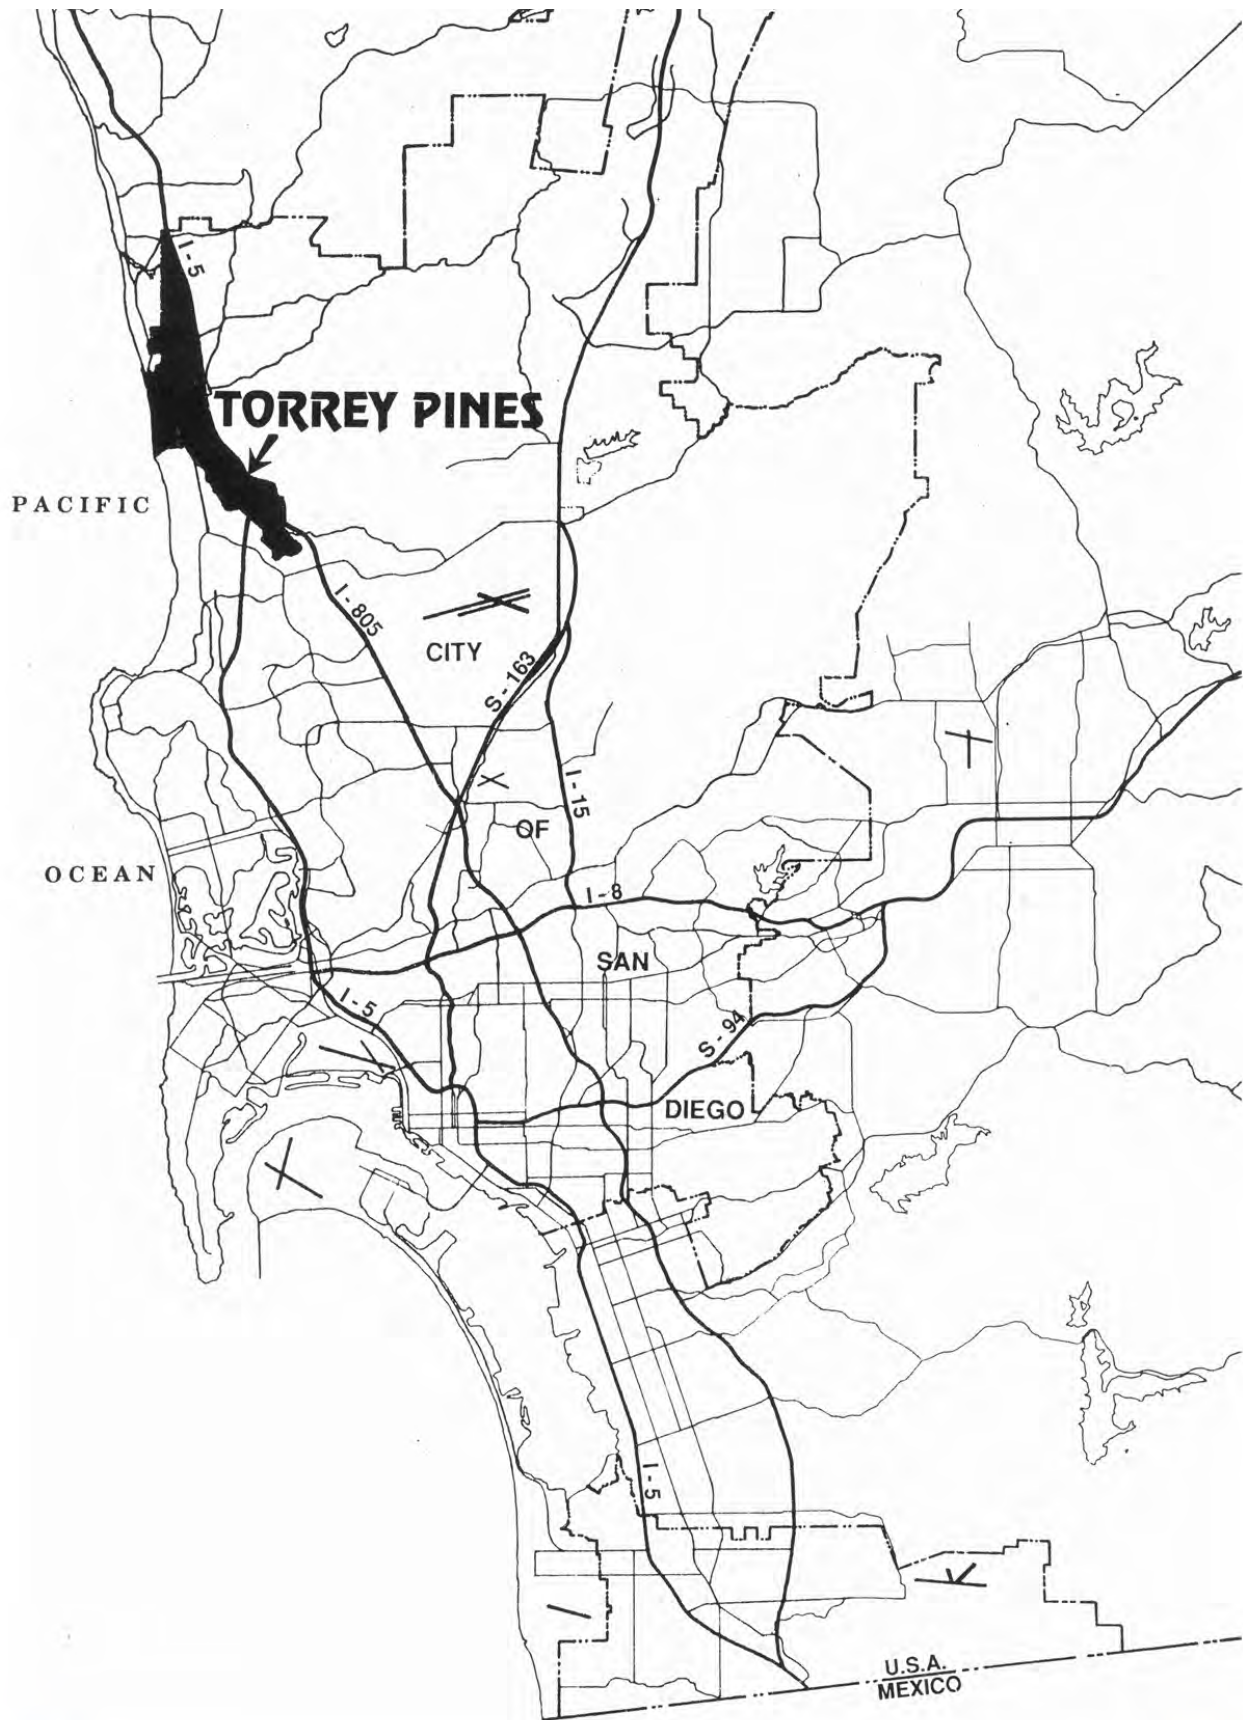 I-5
TORREY PINES
PACIFIC
I-805
CITY
S-163
I-15
OF
OCEAN
I-8
SAN
I-5
S-94
DIEGO
I-5
U.S.A.
MEXICO